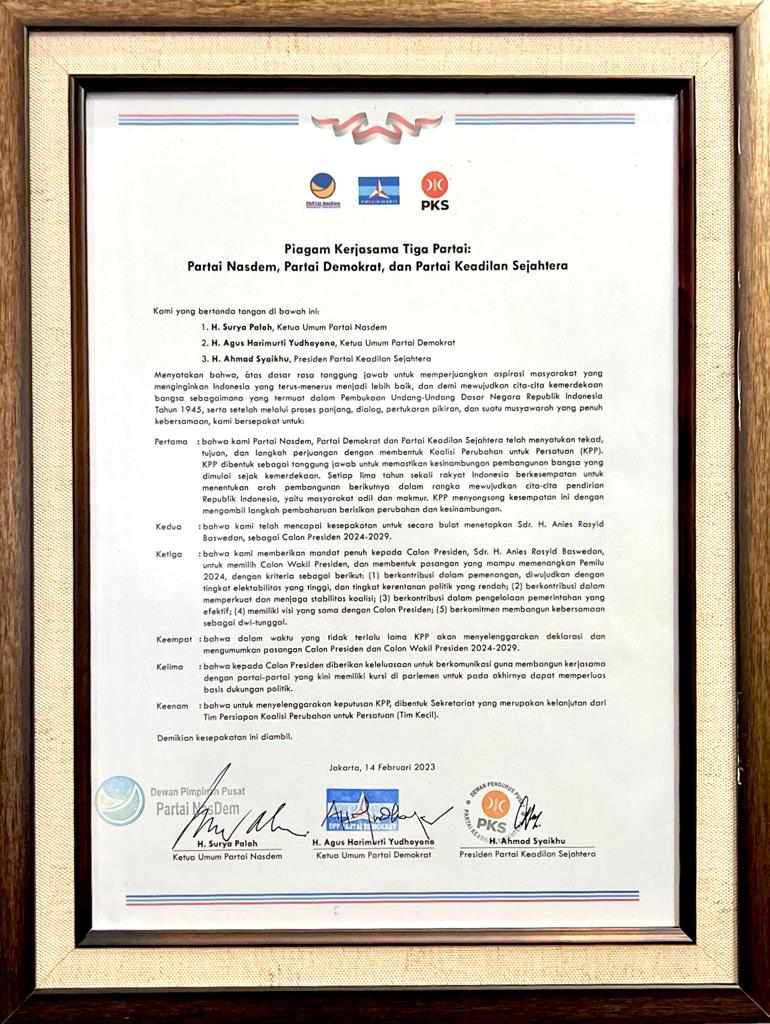 PARTAI NasDem
DEMOKRAT
PKS
Piagam Kerjasama Tiga Partai:
Partai Nasdem, Partai Demokrat, dan Partai Keadilan Sejahtera
Kami yang bertanda tangan di bawah ini:
1. H. Surya Paloh, Ketua Umum Partai Nasdem
2. H. Agus Harimurti Yudhoyono, Ketua Umum Partai Demokrat
3. H. Ahmad Syaikhu, Presiden Partai Keadilan Sejahtera
Menyatakan bahwa, atas dasar rasa tanggung jawab untuk memperjuangkan aspirasi masyarakat yang
menginginkan Indonesia yang terus-menerus menjadi lebih baik, dan demi mewujudkan cita-cita kemerdekaan
bangsa sebagaimana yang termuat dalam Pembukaan Undang-Undang Dasar Negara Republik Indonesia
Tahun 1945, serta setelah melalui proses panjang, dialog, pertukaran pikiran, dan suatu musyawarah yang penuh
kebersamaan, kami bersepakat untuk:
Pertama : bahwa kami Partai Nasdem, Partai Demokrat dan Partai Keadilan Sejahtera telah menyatukan tekad,
tujuan, dan langkah perjuangan dengan membentuk Koalisi Perubahan untuk Persatuan (KPP).
KPP dibentuk sebagai tanggung jawab untuk memastikan kesinambungan pembangunan bangsa yang
dimulai sejak kemerdekaan. Setiap lima tahun sekali rakyat Indonesia berkesempatan untuk
menentukan arah pembangunan berikutnya dalam rangka mewujudkan cita-cita pendirian
Republik Indonesia, yaitu masyarakat adil dan makmur. KPP menyongsong kesempatan ini dengan
mengambil langkah pembaharuan berisikan perubahan dan kesinambungan.
Kedua : bahwa kami telah mencapai kesepakatan untuk secara bulat menetapkan Sdr. H. Anies Rasyid
Baswedan, sebagai Calon Presiden 2024-2029.
Ketiga : bahwa kami memberikan mandat penuh kepada Calon Presiden, Sdr. H. Anies Rasyid Baswedan,
untuk memilih Calon Wakil Presiden, dan membentuk pasangan yang mampu memenangkan Pemilu
2024, dengan kriteria sebagai berikut: (1) berkontribusi dalam pemenangan, diwujudkan dengan
tingkat elektabilitas yang tinggi, dan tingkat kerentanan politik yang rendah; (2) berkontribusi dalam
memperkuat dan menjaga stabilitas koalisi; (3) berkontribusi dalam pengelolaan pemerintahan yang
efektif; (4) memiliki visi yang sama dengan Calon Presiden; (5) berkomitmen membangun kebersamaan
sebagai dwi-tunggal.
Keempat : bahwa dalam waktu yang tidak terlalu lama KPP akan menyelenggarakan deklarasi dan
mengumumkan pasangan Calon Presiden dan Calon Wakil Presiden 2024-2029.
Kelima : bahwa kepada Calon Presiden diberikan keleluasaan untuk berkomunikasi guna membangun kerjasama
dengan partai-partai yang kini memiliki kursi di parlemen untuk pada akhirnya dapat memperluas
basis dukungan politik.
Keenam : bahwa untuk menyelenggarakan keputusan KPP, dibentuk Sekretariat yang merupakan kelanjutan dari
Tim Persiapan Koalisi Perubahan untuk Persatuan (Tim Kecil).
Demikian kesepakatan ini diambil.
Jakarta, 14 Februari 2023
Dewan Pimpinan Pusat
Partai NasDem
DPP PARTAI DEMOKRAT
DEWAN PENGURUS
PKS
H. Surya Paloh
Ketua Umum Partai Nasdem
H. Agus Harimurti Yudhoyono
Ketua Umum Partai Demokrat
H. Ahmad Syaikhu
Presiden Partai Keadilan Sejahtera